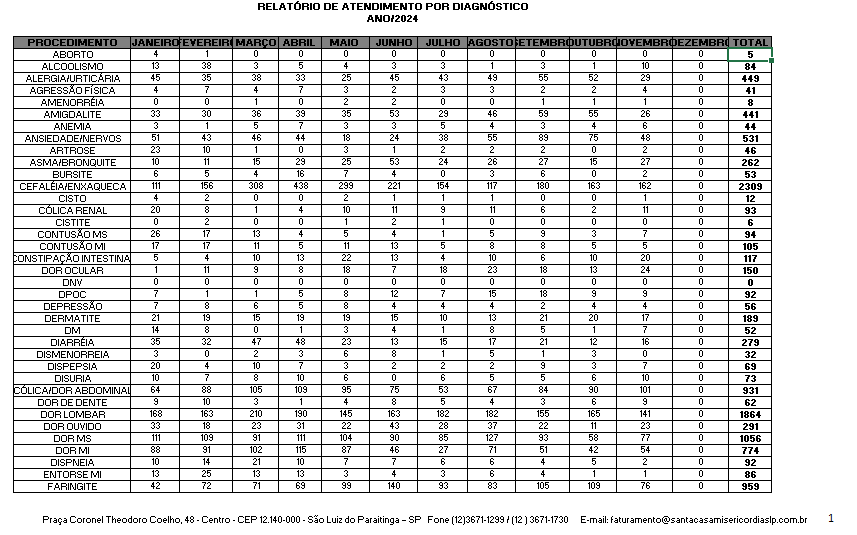 RELATÓRIO DE ATENDIMENTO POR DIAGNÓSTICO
ANO/2024
PROCEDIMENTO JANEIRO FEVEREIRO MARÇO ABRIL MAIO JUNHO JULHO AGOSTO SETEMBRO OUTUBRO NOVEMBRO DEZEMBRO TOTAL
ABORTO 4 1 0 0 0 0 0 0 0 0 0 0 5
ALCOOLISMO 13 38 3 5 4 3 3 1 3 1 10 0 84
ALERGIA/URTICÁRIA 45 35 38 33 25 45 43 49 55 52 29 0 449
AGRESSÃO FÍSICA 4 7 4 7 3 2 3 3 2 2 4 0 41
AMENORRÉIA 0 0 1 0 2 2 0 0 1 1 1 0 8
AMIGDALITE 33 30 36 39 35 53 29 46 59 55 26 0 441
ANEMIA 3 1 5 7 3 3 5 4 3 4 6 0 44
ANSIEDADE/NERVOS 51 43 46 44 18 24 38 55 89 75 48 0 531
ARTROSE 23 10 1 0 3 1 2 2 2 0 2 0 46
ASMA/BRONQUITE 10 11 15 29 25 53 24 26 27 15 27 0 262
BURSITE 6 5 4 16 7 4 0 3 6 0 2 0 53
CEFALÉIA/ENXAQUECA 111 156 308 438 299 221 154 117 180 163 162 0 2309
CISTO 4 2 0 0 2 1 1 1 0 0 1 0 12
CÓLICA RENAL 20 8 1 4 10 11 9 11 6 2 11 0 93
CISTITE 0 2 0 0 1 2 1 0 0 0 0 0 6
CONTUSÃO MS 26 17 13 4 5 4 1 5 9 3 7 0 94
CONTUSÃO MI 17 17 11 5 11 13 5 8 8 5 5 0 105
CONSTIPAÇÃO INTESTINA 5 4 10 13 22 13 4 10 6 10 20 0 117
DOR OCULAR 1 11 9 8 18 7 18 23 18 13 24 0 150
DNV 0 0 0 0 0 0 0 0 0 0 0 0 0
DPOC 7 1 1 5 8 12 7 15 18 9 9 0 92
DEPRESSÃO 7 8 6 5 8 4 2 4 4 4 4 0 56
DERMATITE 21 19 15 19 19 15 10 13 21 20 17 0 189
DM 14 8 0 1 3 4 1 8 5 1 7 0 52
DIARRÉIA 35 32 47 48 23 13 15 17 21 12 16 0 279
DISMENORREIA 3 0 2 3 6 8 1 5 1 3 0 0 32
DISPEPSIA 20 4 10 7 3 2 2 2 9 3 7 0 69
DISURIA 10 7 8 10 6 0 6 5 5 6 10 0 73
CÓLICA/DOR ABDOMINAL 64 88 105 109 95 75 53 67 84 90 101 0 931
DOR DE DENTE 9 10 3 1 4 8 5 4 3 6 9 0 62
DOR LOMBAR 168 163 210 190 145 163 182 182 155 165 141 0 1864
DOR OUVIDO 33 18 23 31 22 43 28 37 22 11 23 0 291
DOR MS 111 109 91 111 104 90 85 127 93 58 77 0 1056
DOR MI 88 91 102 115 87 46 27 71 51 42 54 0 774
DISPNEIA 10 14 21 10 7 7 6 6 4 5 2 0 92
ENTORSE MI 13 25 13 13 3 4 3 6 4 1 1 0 86
FARINGITE 42 72 71 69 99 140 93 83 105 109 76 0 959
Praça Coronel Theodoro Coelho, 48 - Centro - CEP 12.140-000 - São Luiz do Paraitinga – SP Fone (12)3671-1299 / (12 ) 3671-1730 E-mail: faturamento@santacasamisericordiaslp.com.br 1